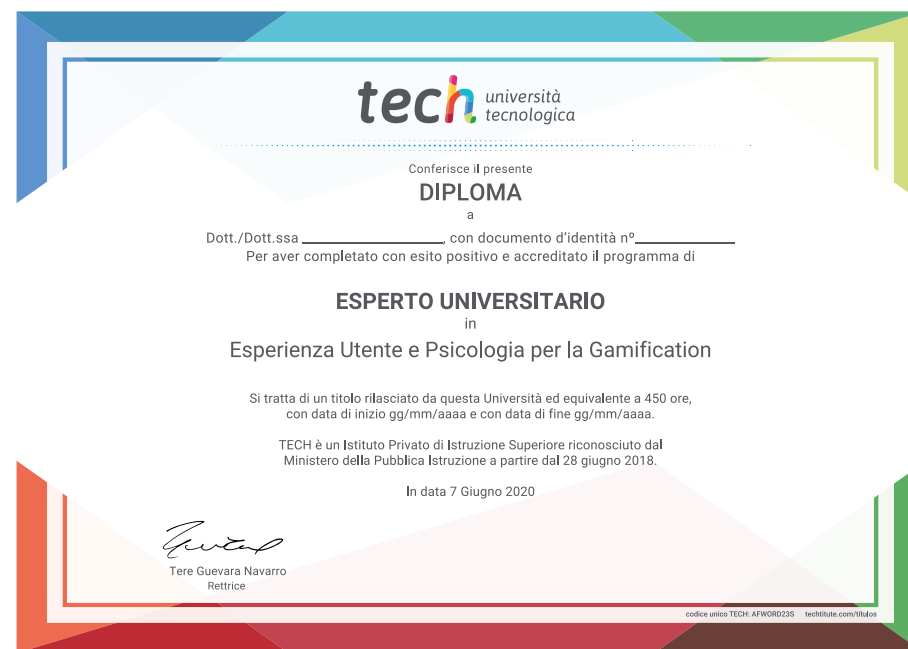 tech università
tecnologica
Conferisce il presente
DIPLOMA
a
Dott./Dott.ssa ____________________, con documento d'identità nº______________
Per aver completato con esito positivo e accreditato il programma di
ESPERTO UNIVERSITARIO
in
Esperienza Utente e Psicologia per la Gamification
Si tratta di un titolo rilasciato da questa Università ed equivalente a 450 ore,
con data di inizio gg/mm/aaaa e con data di fine gg/mm/aaaa.
TECH è un Istituto Privato di Istruzione Superiore riconosciuto dal
Ministero della Pubblica Istruzione a partire dal 28 giugno 2018.
In data 7 Giugno 2020
Tere Guevara Navarro
Rettrice
codice unico TECH: AFWORD23S techtitute.com/títulos